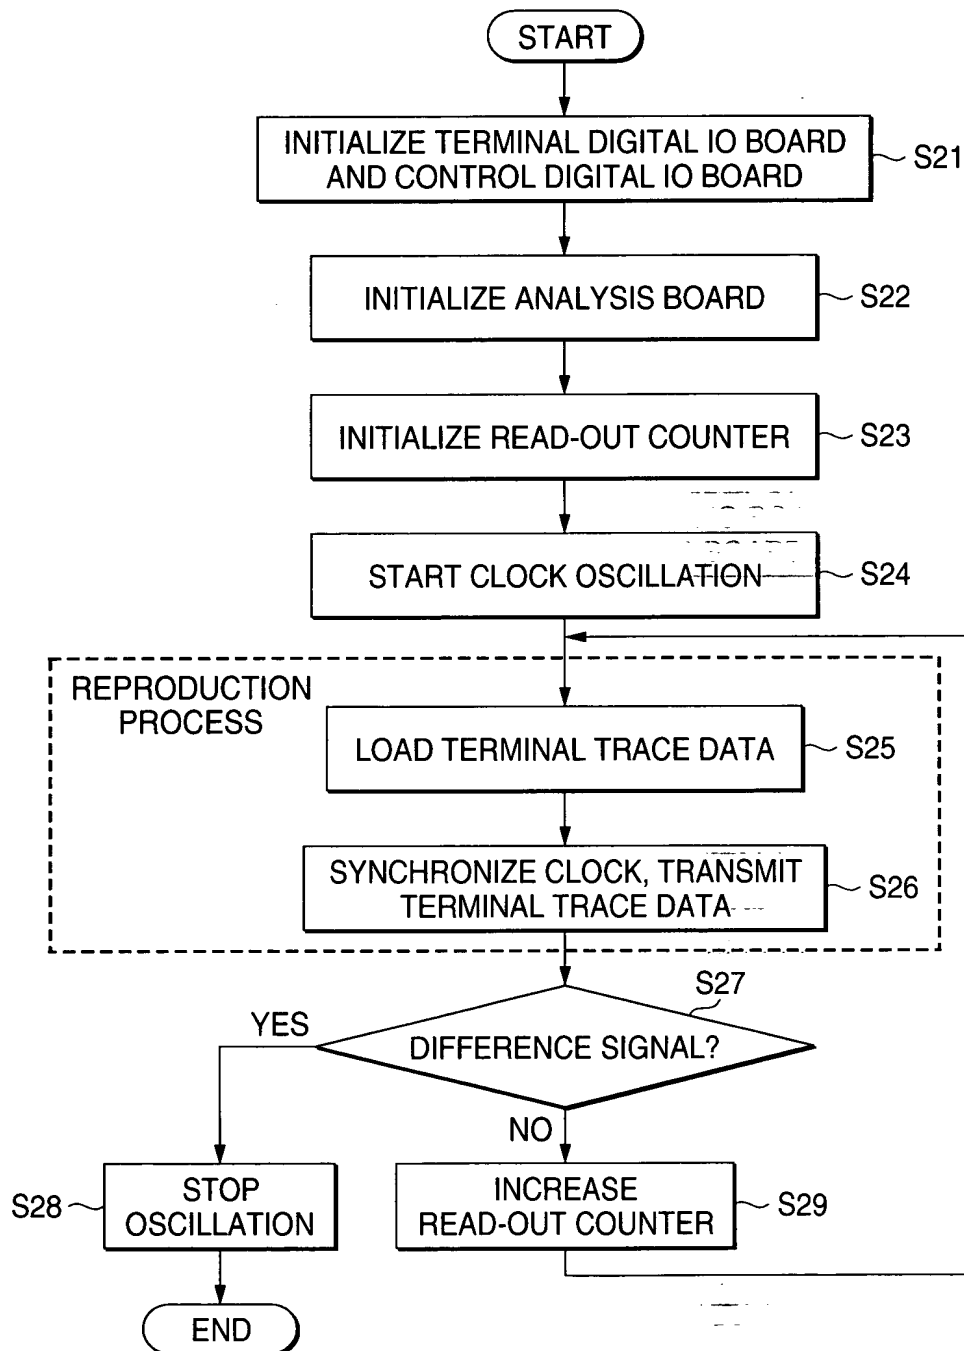 START
INITIALIZE TERMINAL DIGITAL IO BOARD
AND CONTROL DIGITAL IO BOARD
S21
INITIALIZE ANALYSIS BOARD
S22
INITIALIZE READ-OUT COUNTER
S23
START CLOCK OSCILLATION
S24
REPRODUCTION
PROCESS
LOAD TERMINAL TRACE DATA
S25
SYNCHRONIZE CLOCK, TRANSMIT
TERMINAL TRACE DATA
S26
S27
DIFFERENCE SIGNAL?
YES
NO
S28
STOP
OSCILLATION
INCREASE
READ-OUT COUNTER
S29
END